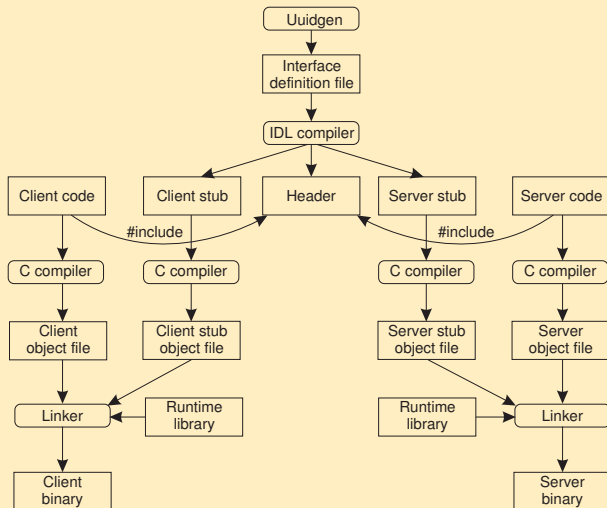 Uuidgen
Interface
definition file
IDL compiler
Client code
Client stub
Header
Server stub
Server code
#include
#include
C compiler
C compiler
C compiler
C compiler
Client
object file
Client stub
object file
Server stub
object file
Server
object file
Linker
Runtime
library
Runtime
library
Linker
Client
binary
Server
binary